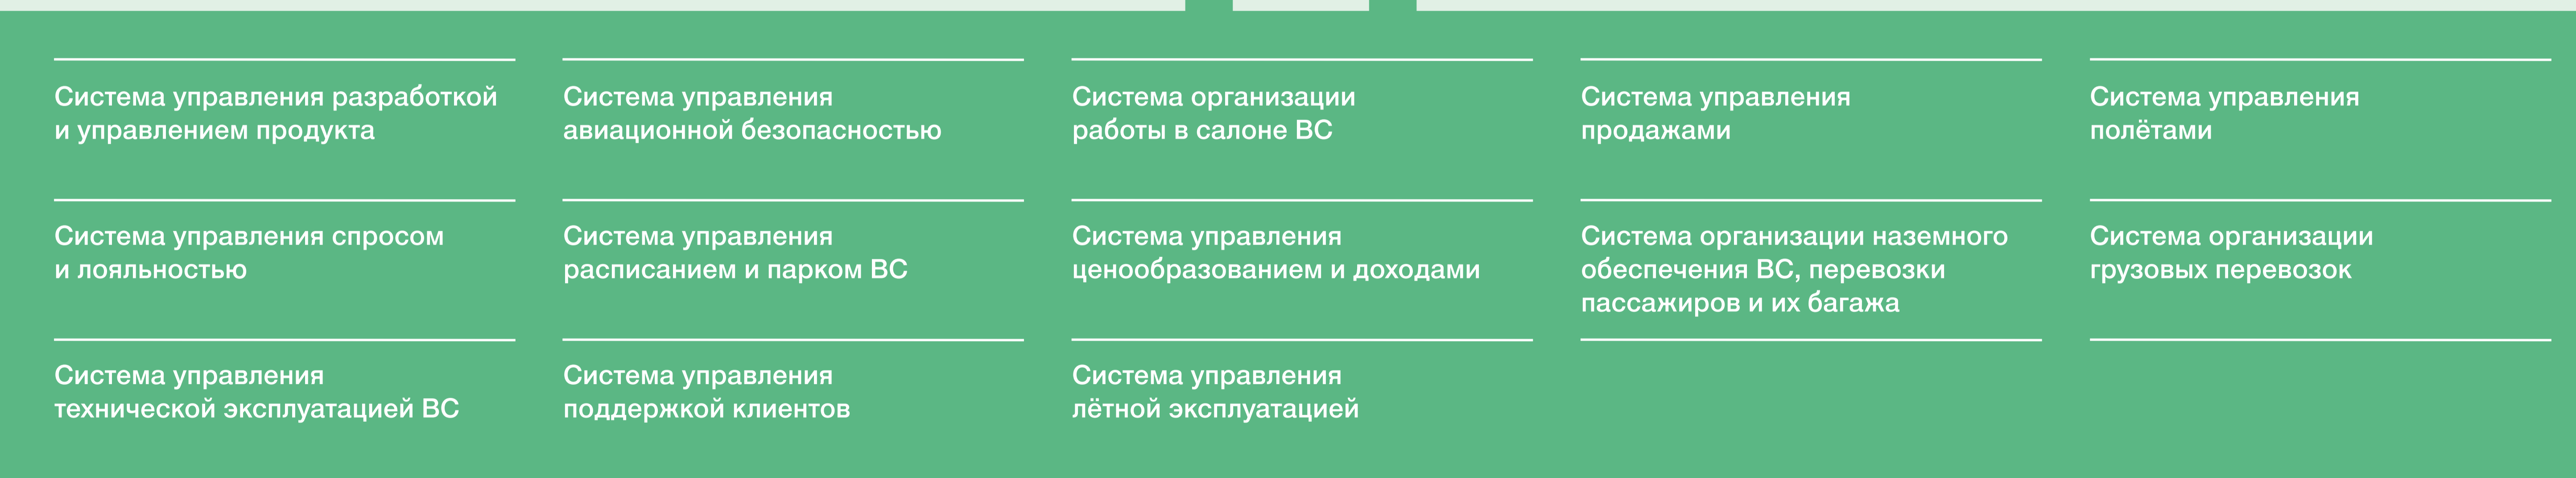 Система управления разработкой
и управлением продукта
Система управления
авиационной безопасностью
Система организации
работы в салоне ВС
Система управления
продажами
Система управления
полётами
Система управления спросом
и лояльностью
Система управления
расписанием и парком ВС
Система управления
ценообразованием и доходами
Система организации наземного
обеспечения ВС, перевозки
пассажиров и их багажа
Система организации
грузовых перевозок
Система управления
технической эксплуатацией ВС
Система управления
поддержкой клиентов
Система управления
лётной эксплуатацией